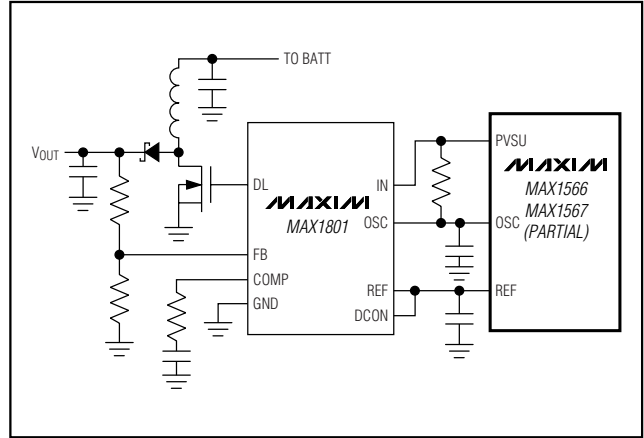 TO BATT
VOUT
DL
MAXIM
MAX1801
IN
OSC
FB
COMP
GND
REF
DCON
PVSU
MAXIM
MAX1566
MAX1567
(PARTIAL)
OSC
REF